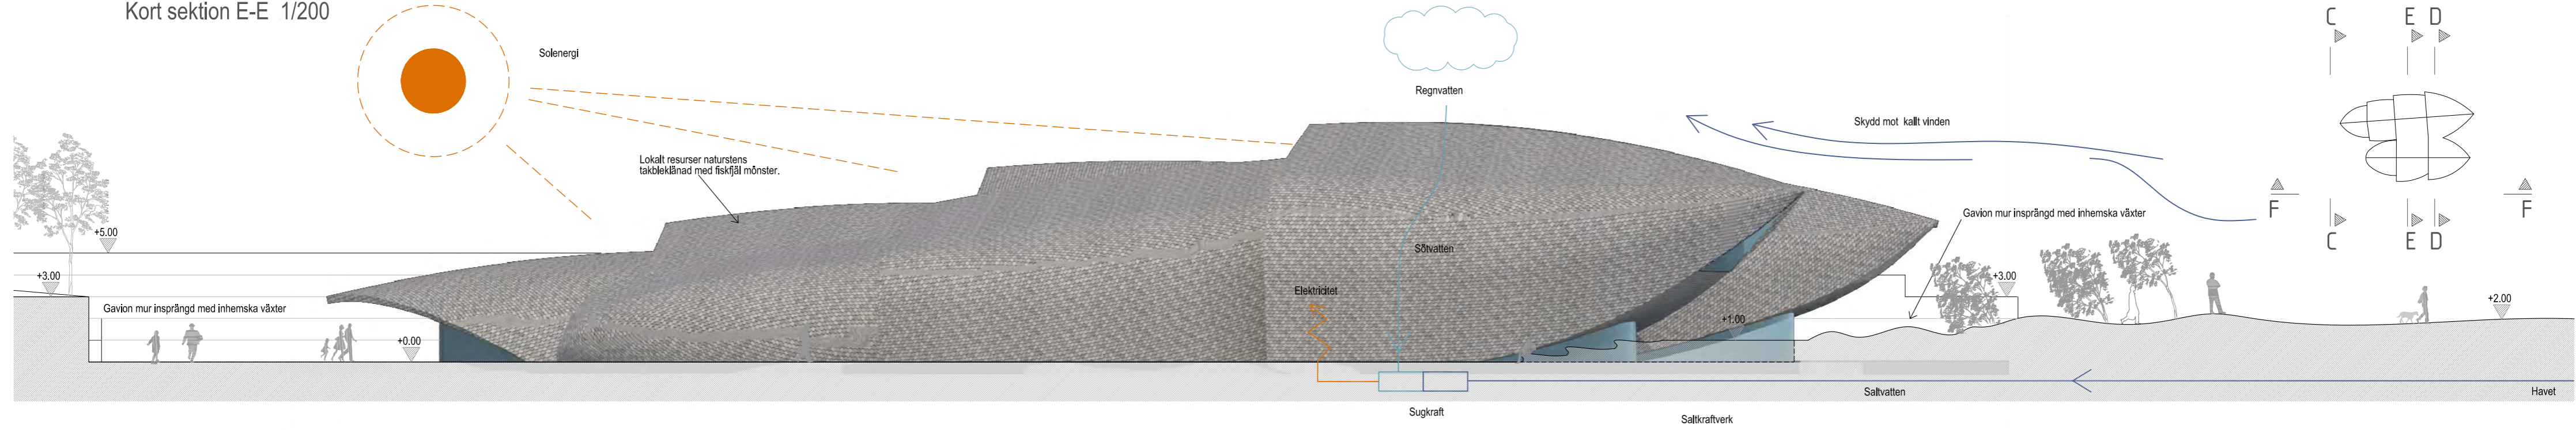 Kort sektion E-E 1/200
Solenergi
Regnvatten
Skydd mot kallt vinden
C E D
Lokalt resurser naturstens
takbleklänad med fiskfjäl mönster.
F F
Gavion mur insprängd med inhemska växter
+5.00
C E D
Sötvatten
+3.00
+3.00
Elektricitet
+2.00
Gavion mur insprängd med inhemska växter
+1.00
+0.00
Saltvatten
Havet
Sugkraft
Saltkraftverk